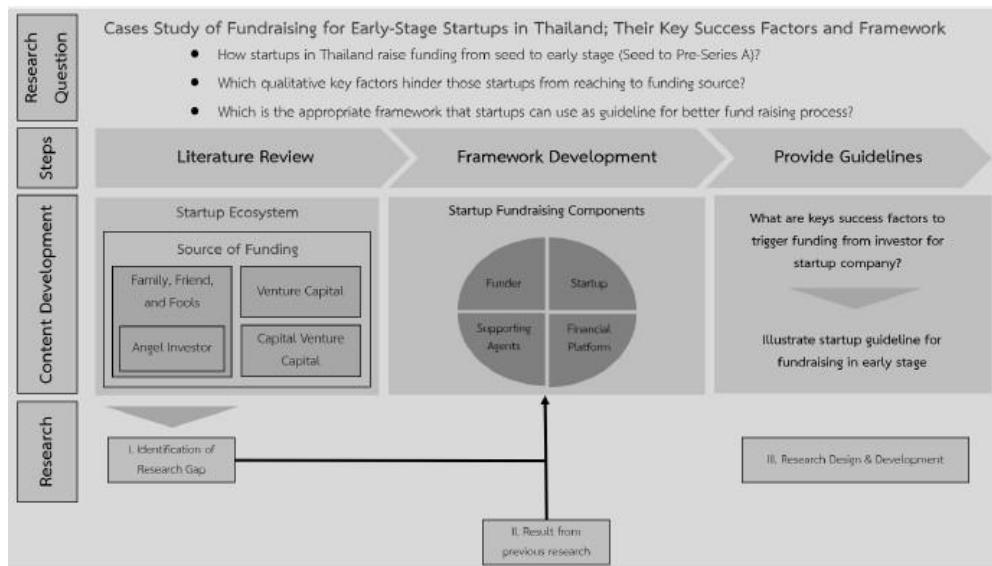 Research
Question
Cases Study of Fundraising for Early-Stage Startups in Thailand; Their Key Success Factors and Framework
● How startups in Thailand raise funding from seed to early stage (Seed to Pre-Series A)?
● Which qualitative key factors hinder those startups from reaching to funding source?
● Which is the appropriate framework that startups can use as guideline for better fund raising process?
Steps
Literature Review
Framework Development
Provide Guidelines
Content Development
Startup Ecosystem
Source of Funding
Family, Friend,
and Fools
Angel Investor
Venture Capital
Capital Venture
Capital
Startup Fundraising Components
Funder
Startup
Supporting
Agents
Financial
Platform
What are keys success factors to
trigger funding from investor for
startup company?
Illustrate startup guideline for
fundraising in early stage
Research
I. Identification of
Research Gap
II. Result from
previous research
III. Research Design & Development